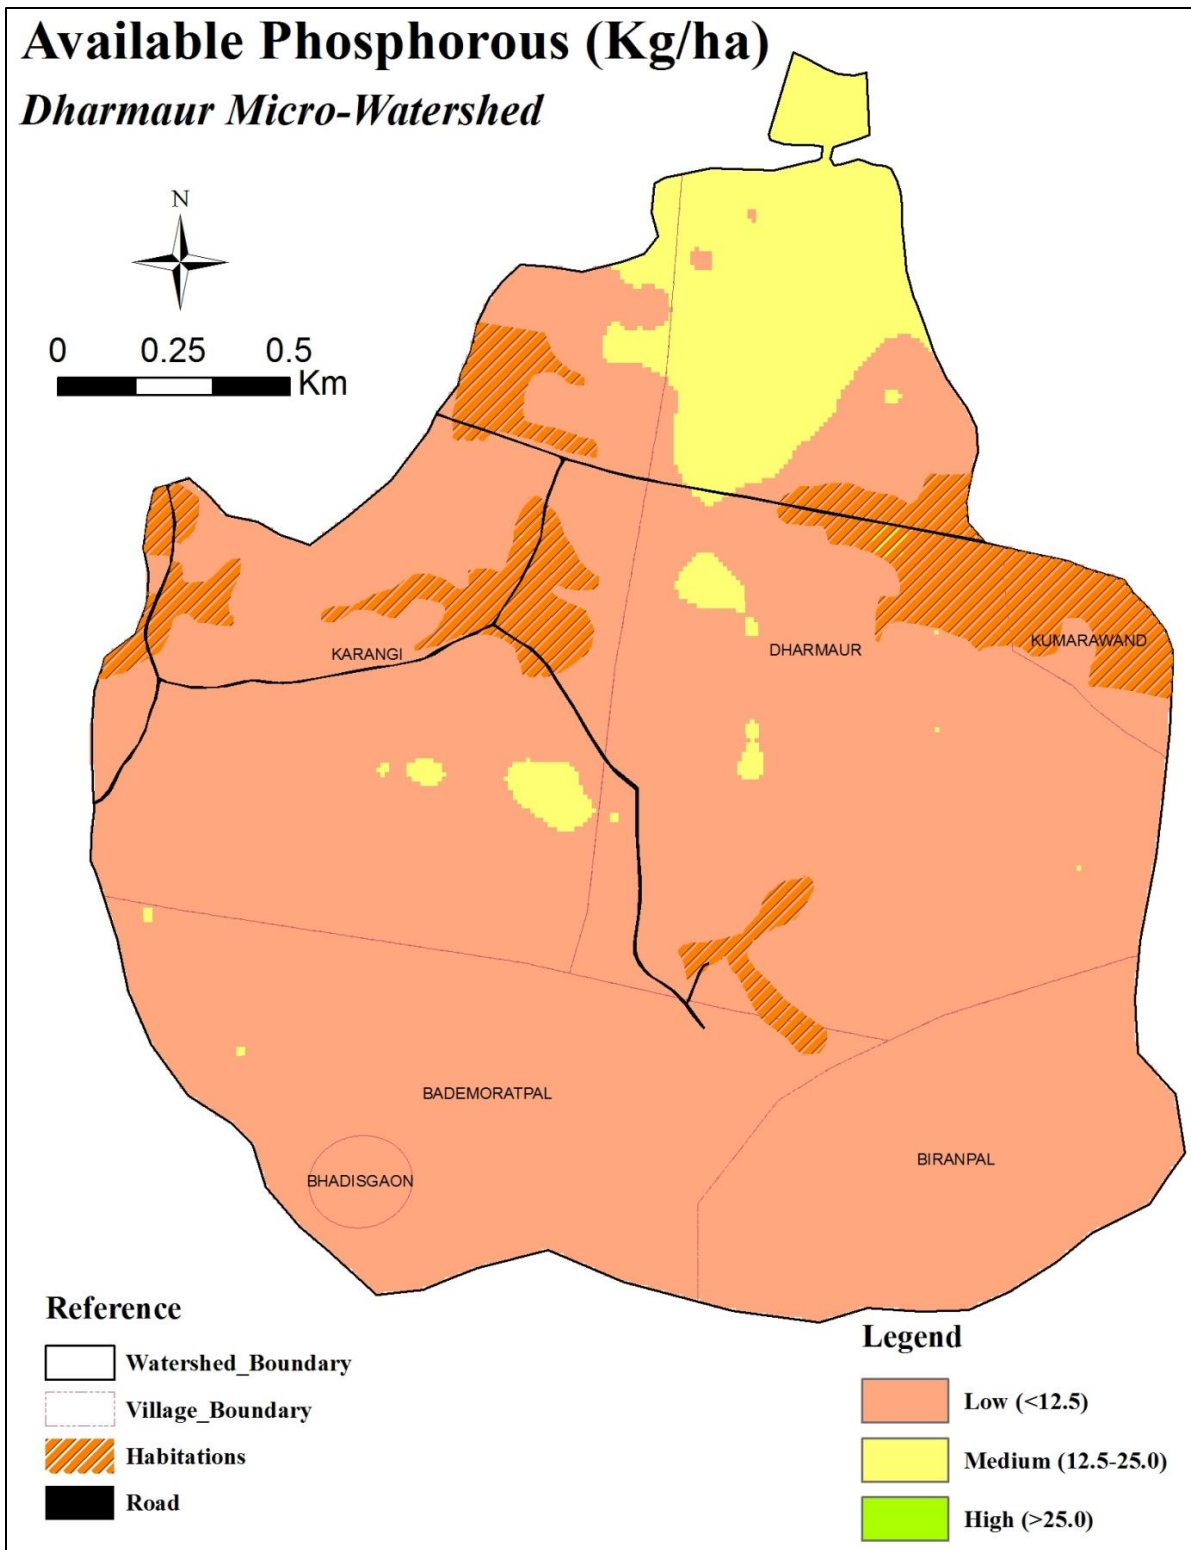 Available Phosphorous (Kg/ha)
Dharmaur Micro-Watershed
N
0 0.25 0.5
Km
KARANGI
DHARMAUR
KUMARAWAND
BADEMORATPAL
BIRANPAL
BHADISGAON
Reference
Watershed_Boundary
Village_Boundary
Habitations
Road
Legend
Low (<12.5)
Medium (12.5-25.0)
High (>25.0)